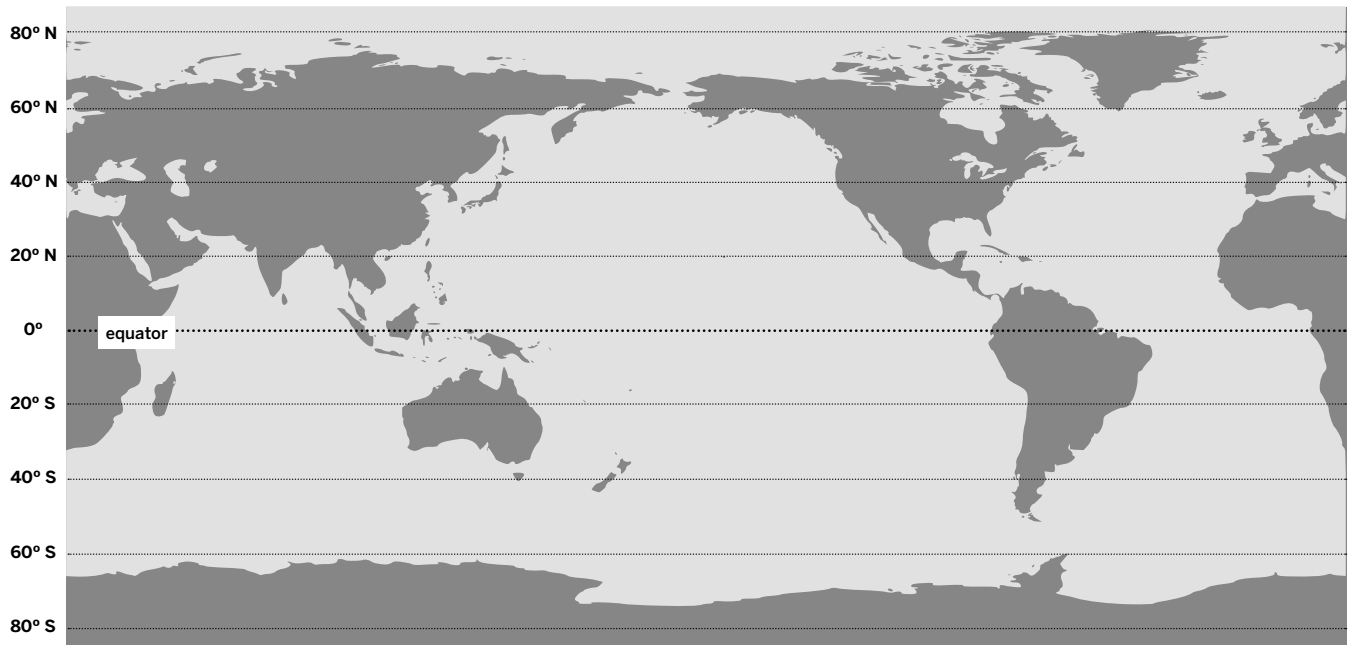 80º N
60º N
40º N
20º N
0º
equator
20º S
40º S
60º S
80º S